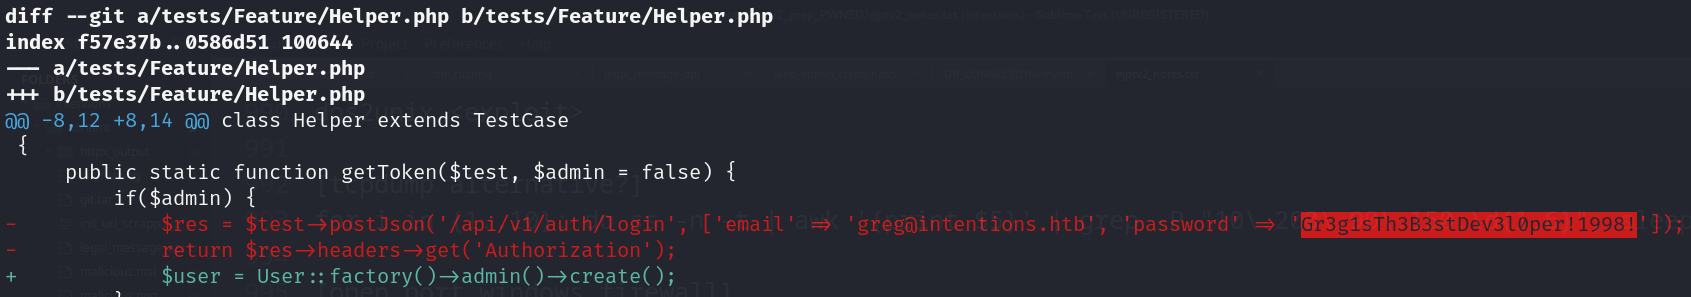 diff --git a/tests/Feature/Helper.php b/tests/Feature/Helper.php
index f57e37b..0586d51 100644
--- a/tests/Feature/Helper.php
+++ b/tests/Feature/Helper.php
@@ -8,12 +8,14 @@ class Helper extends TestCase
 {
     public static function getToken($test, $admin = false) {
         if($admin) {
-            $res = $test->postJson('/api/v1/auth/login', ['email' => 'greg@intentions.htb', 'password' => 'Gr3g1sTh3B3stDev3l0per!1998!']);
-            return $res->headers->get('Authorization');
+            $user = User::factory()->admin()->create();